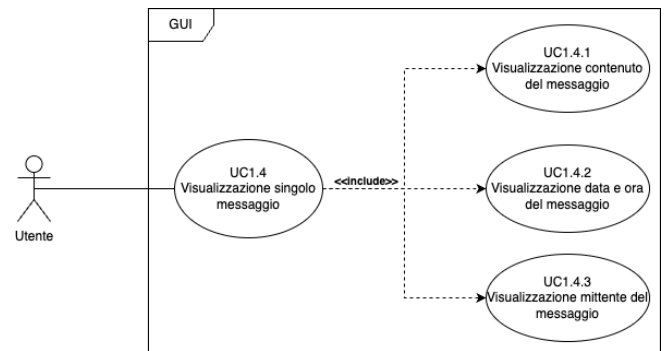 GUI
UC1.4.1
Visualizzazione contenuto
del messaggio
UC1.4
Visualizzazione singolo
messaggio
<<include>>
UC1.4.2
Visualizzazione data e ora
del messaggio
Utente
UC1.4.3
Visualizzazione mittente del
messaggio